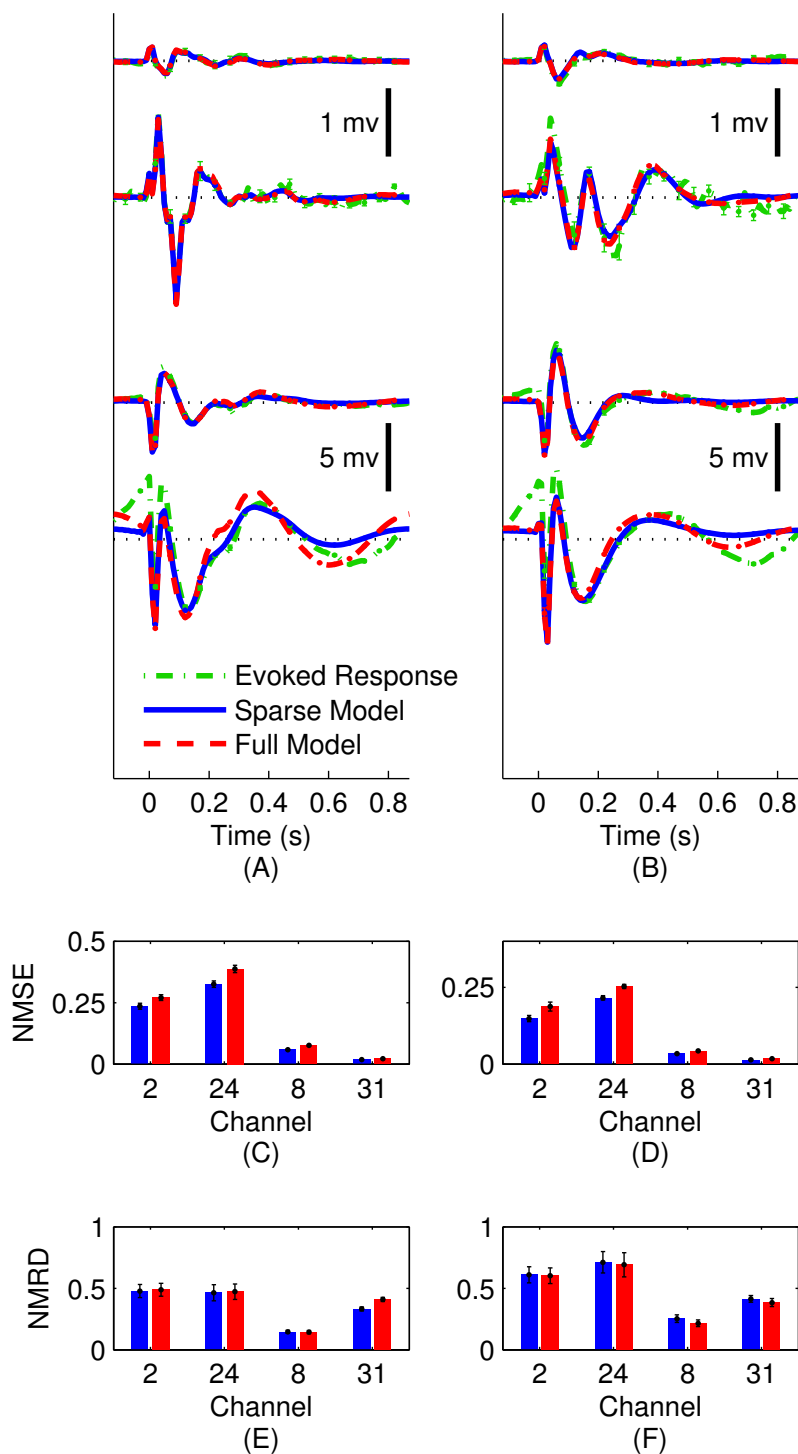 1 mv
1 mv
5 mv
5 mv
Evoked Response
Sparse Model
Full Model
0 0.2 0.4 0.6 0.8
Time (s)
(A)
0 0.2 0.4 0.6 0.8
Time (s)
(B)
NMSE
0.5
0.25
0
2 24 8 31
Channel
(C)
0.25
0
2 24 8 31
Channel
(D)
NMRD
1
0.5
0
2 24 8 31
Channel
(E)
1
0.5
0
2 24 8 31
Channel
(F)